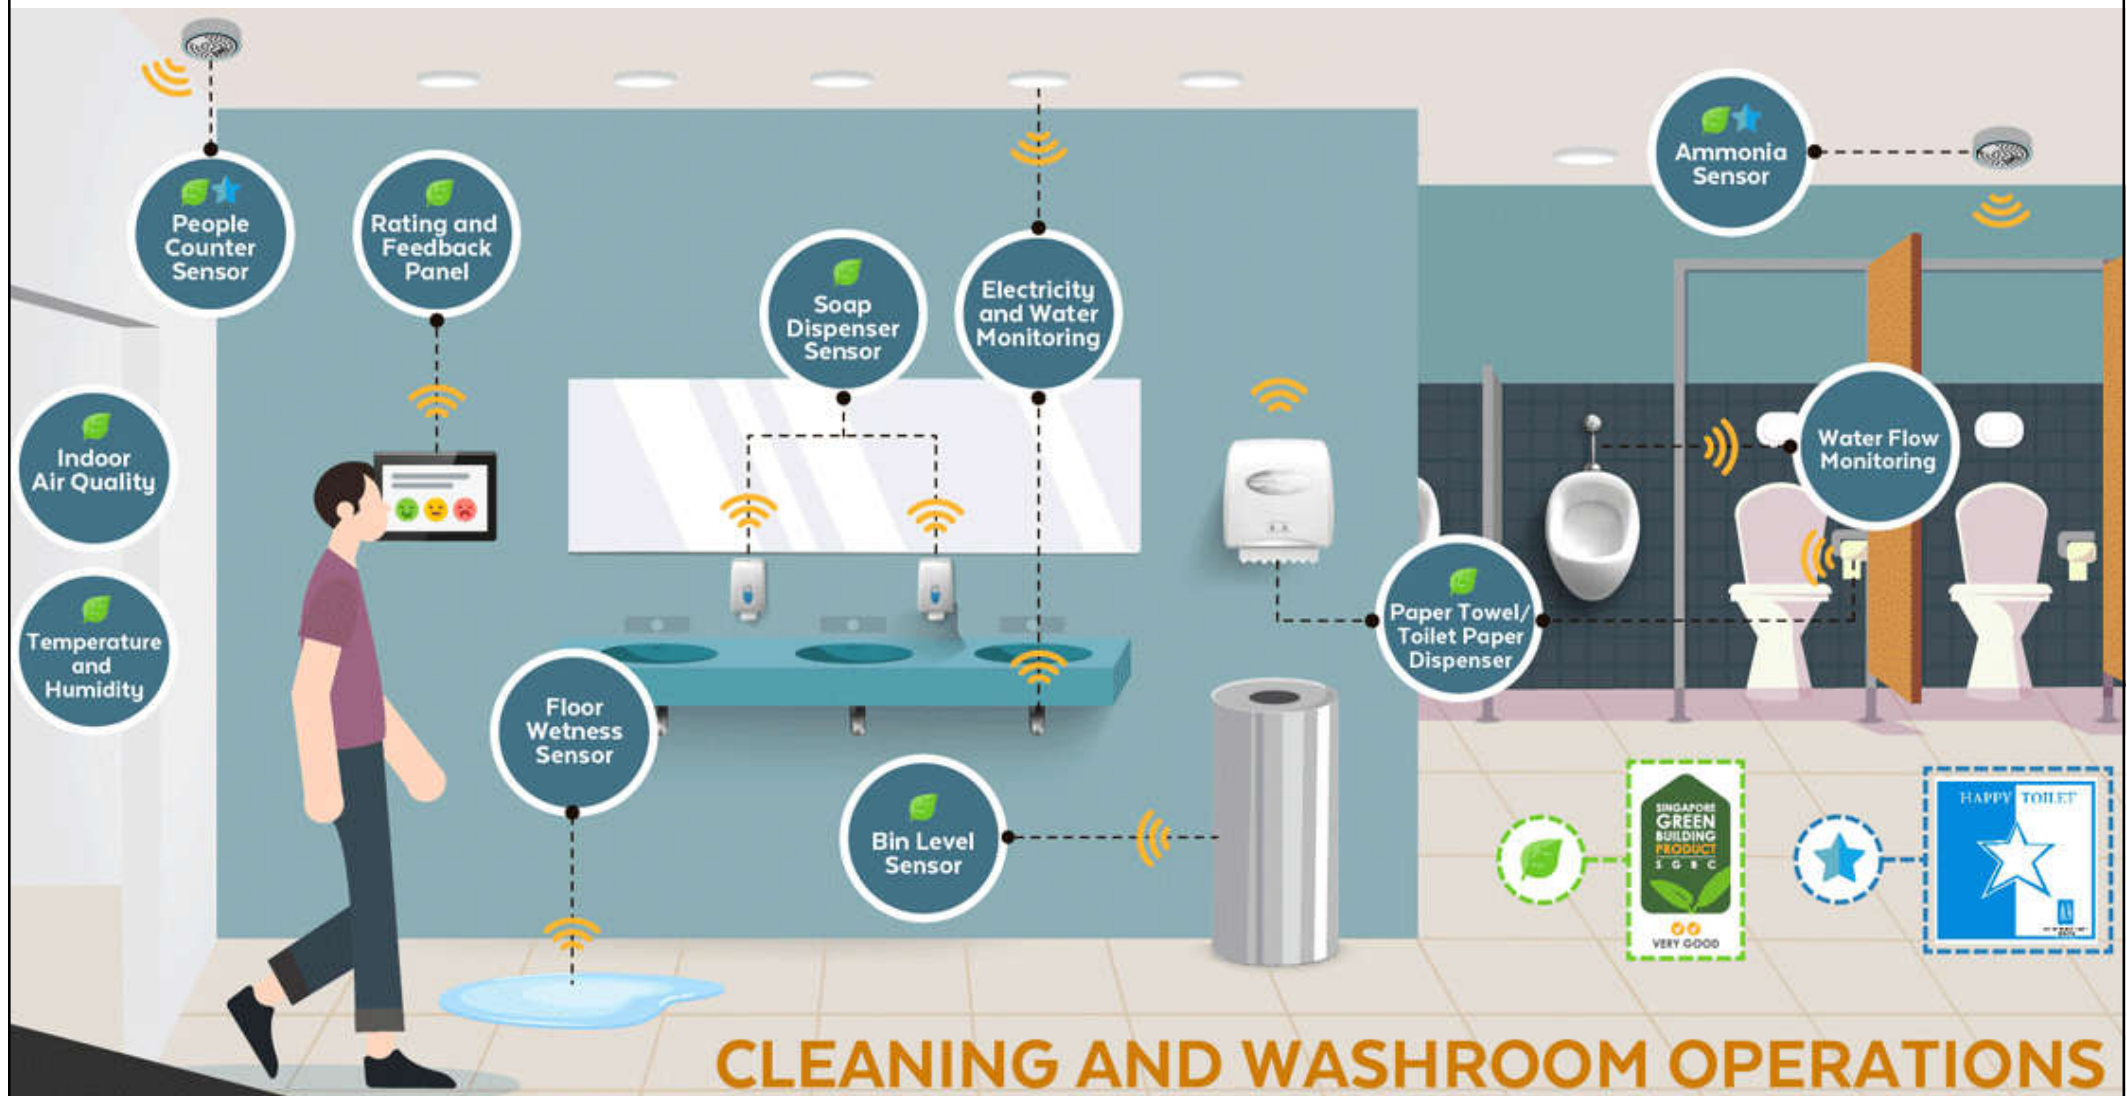 People
Counter
Sensor
Rating and
Feedback
Panel
Soap
Dispenser
Sensor
Electricity
and Water
Monitoring
Ammonia
Sensor
Indoor
Air Quality
Water Flow
Monitoring
Temperature
and
Humidity
Paper Towel/
Toilet Paper
Dispenser
Floor
Wetness
Sensor
Bin Level
Sensor
SINGAPORE
GREEN
BUILDING
PRODUCT
S G B C
VERY GOOD
HAPPY TOILET
CLEANING AND WASHROOM OPERATIONS